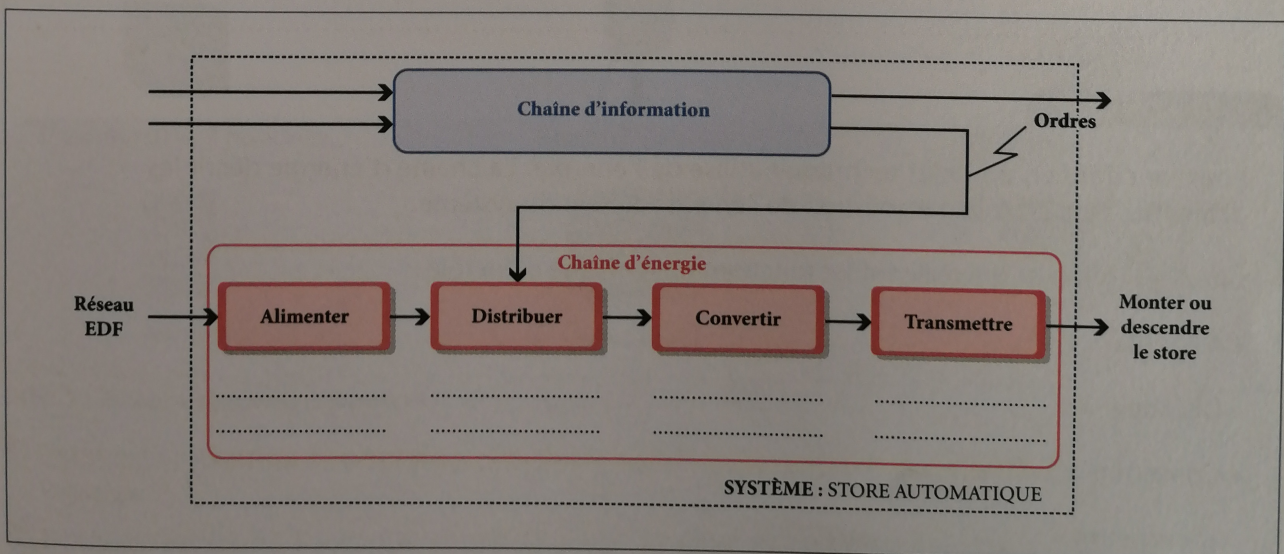 Chaîne d'information
Ordres
Chaîne d'énergie
Réseau
EDF
Alimenter
Distribuer
Convertir
Transmettre
Monter ou
descendre
le store
SYSTÈME : STORE AUTOMATIQUE